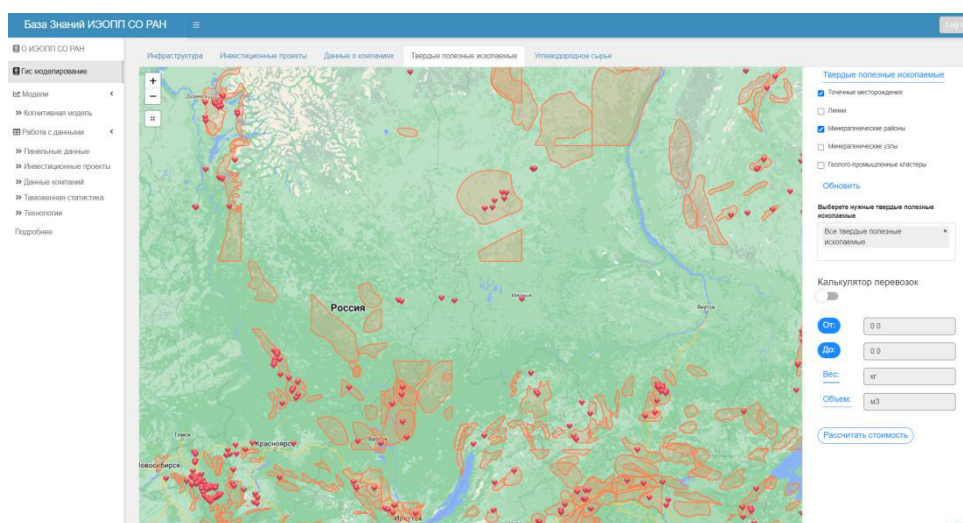 База Знаний ИЭОПП СО РАН
О ИЭОПП СО РАН
Гис моделирование
Модели
Когнитивная модель
Работа с данными
Панельные данные
Инвестиционные проекты
Данные компаний
Таможенная статистика
Технологии
Подробнее
Инфраструктура Инвестиционные проекты Данные о компаниях Твердые полезные ископаемые Углеводородное сырье
+
−
Россия
Мирный
Якутск
Томск
Красноярск
Братск
Новосибирск
Иркутск
Твердые полезные ископаемые
Точечные месторождения
Линии
Минерагенические районы
Минерагенические узлы
Геолого-промышленные кластеры
Обновить
Выберете нужные твердые полезные
ископаемые
Все твердые полезные
ископаемые
Калькулятор перевозок
От: 0 0
До: 0 0
Вес: кг
Объем: м3
Рассчитать стоимость